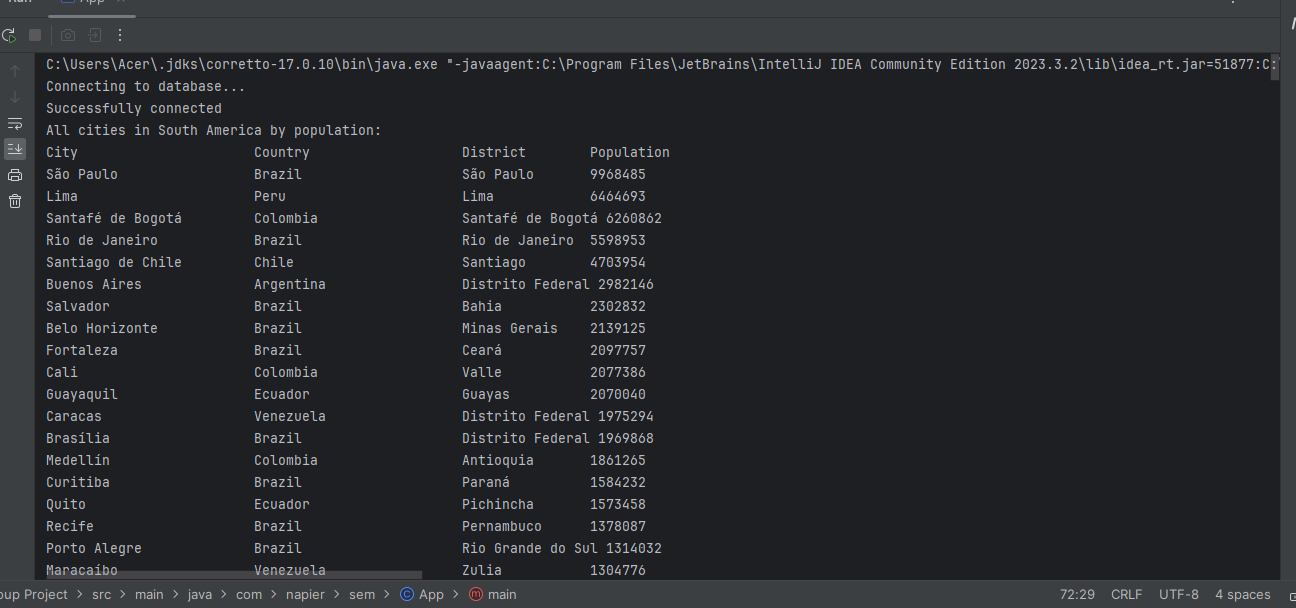 App
C:\Users\Acer\.jdks\corretto-17.0.10\bin\java.exe "-javaagent:C:\Program Files\JetBrains\IntelliJ IDEA Community Edition 2023.3.2\lib\idea_rt.jar=51877:C:
Connecting to database...
Successfully connected
All cities in South America by population:
City Country District Population
São Paulo Brazil São Paulo 9968485
Lima Peru Lima 6464693
Santafé de Bogotá Colombia Santafé de Bogotá 6260862
Rio de Janeiro Brazil Rio de Janeiro 5598953
Santiago de Chile Chile Santiago 4703954
Buenos Aires Argentina Distrito Federal 2982146
Salvador Brazil Bahia 2302832
Belo Horizonte Brazil Minas Gerais 2139125
Fortaleza Brazil Ceará 2097757
Cali Colombia Valle 2077386
Guayaquil Ecuador Guayas 2070040
Caracas Venezuela Distrito Federal 1975294
Brasília Brazil Distrito Federal 1969868
Medellín Colombia Antioquia 1861265
Curitiba Brazil Paraná 1584232
Quito Ecuador Pichincha 1573458
Recife Brazil Pernambuco 1378087
Porto Alegre Brazil Rio Grande do Sul 1314032
Maracaíbo Venezuela Zulia 1304776
oup Project > src > main > java > com > napier > sem > App > main 72:29 CRLF UTF-8 4 spaces